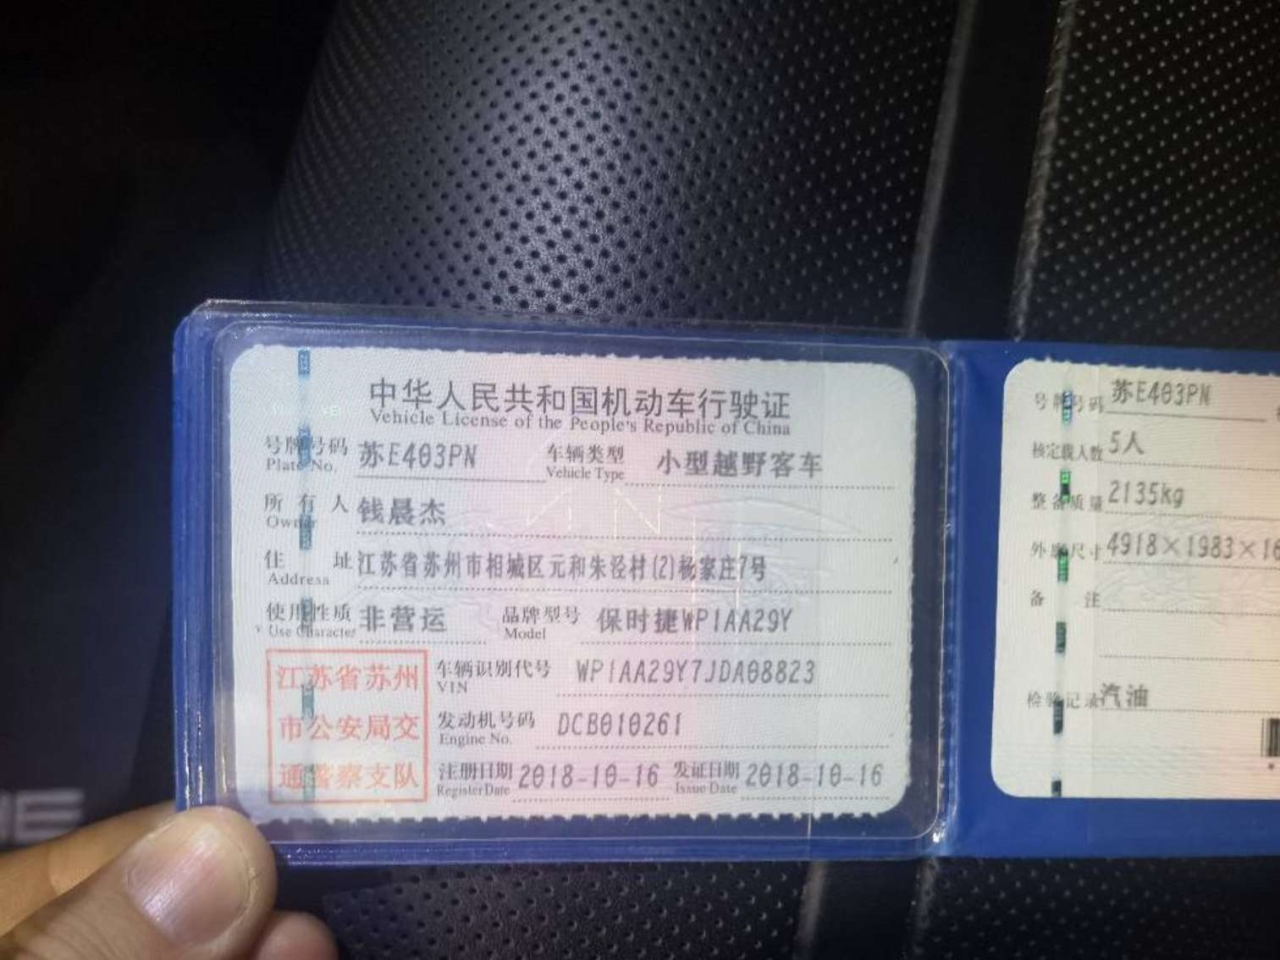 中华人民共和国机动车行驶证
Vehicle License of the People's Republic of China
号牌号码 苏E403PN 车辆类型 小型越野客车
Plate No. Vehicle Type
所有人 钱晨杰
Owner
住址 江苏省苏州市相城区元和朱泾村(2)杨家庄7号
Address
使用性质 非营运 品牌型号 保时捷WP1AA29Y
Use Character Model
江苏省苏州
市公安局交
通警察支队
车辆识别代号 WP1AA29Y7JDA08823
VIN
发动机号码 DCB010261
Engine No.
注册日期 2018-10-16 发证日期 2018-10-16
Register Date Issue Date
号牌号码 苏E403PN
核定载人数 5人
整备质量 2135kg
外廓尺寸 4918×1983×16
备注
检验记录 汽油